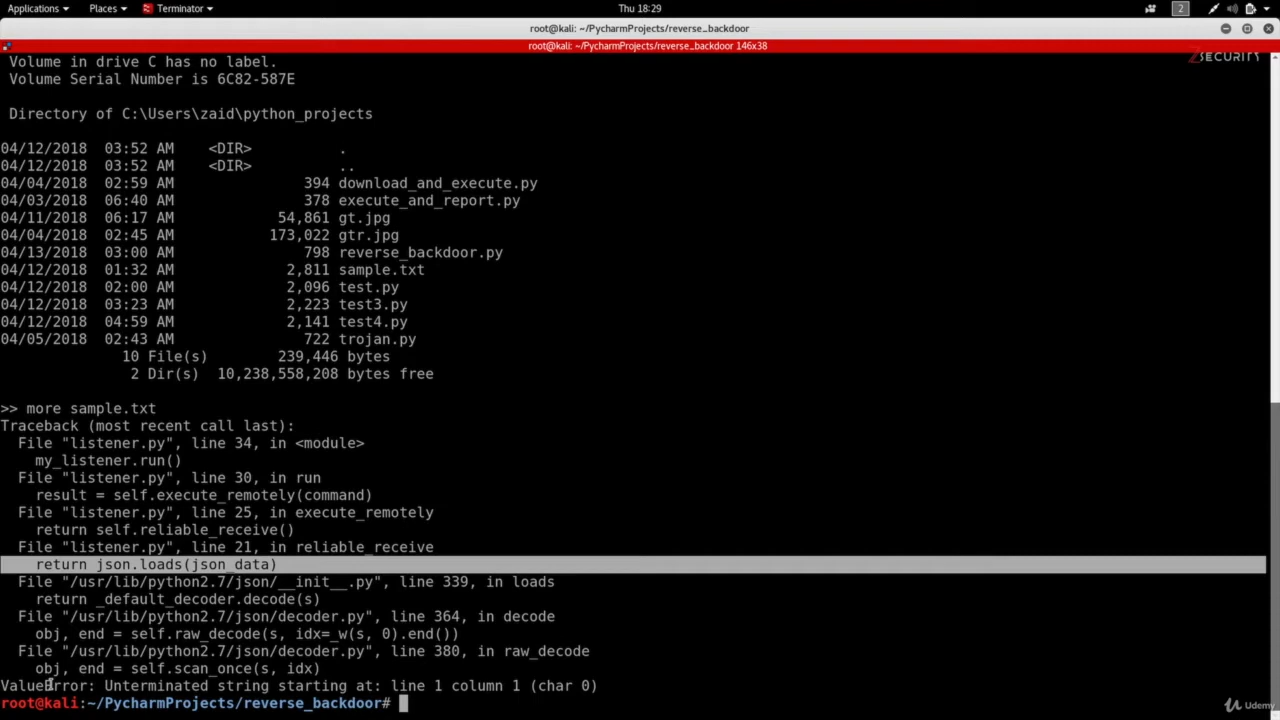 Applications Places Terminator Thu 18:29 2
root@kali: ~/PycharmProjects/reverse_backdoor
root@kali: ~/PycharmProjects/reverse_backdoor 146x38
ZSECURITY
Volume in drive C has no label.
Volume Serial Number is 6C82-587E
Directory of C:\Users\zaid\python_projects
04/12/2018 03:52 AM <DIR> .
04/12/2018 03:52 AM <DIR> ..
04/04/2018 02:59 AM 394 download_and_execute.py
04/03/2018 06:40 AM 378 execute_and_report.py
04/11/2018 06:17 AM 54,861 gt.jpg
04/04/2018 02:45 AM 173,022 gtr.jpg
04/13/2018 03:00 AM 798 reverse_backdoor.py
04/12/2018 01:32 AM 2,811 sample.txt
04/12/2018 02:00 AM 2,096 test.py
04/12/2018 03:23 AM 2,223 test3.py
04/12/2018 04:59 AM 2,141 test4.py
04/05/2018 02:43 AM 722 trojan.py
10 File(s) 239,446 bytes
2 Dir(s) 10,238,558,208 bytes free
>> more sample.txt
Traceback (most recent call last):
File "listener.py", line 34, in <module>
my_listener.run()
File "listener.py", line 30, in run
result = self.execute_remotely(command)
File "listener.py", line 25, in execute_remotely
return self.reliable_receive()
File "listener.py", line 21, in reliable_receive
return json.loads(json_data)
File "/usr/lib/python2.7/json/__init__.py", line 339, in loads
return _default_decoder.decode(s)
File "/usr/lib/python2.7/json/decoder.py", line 364, in decode
obj, end = self.raw_decode(s, idx=_w(s, 0).end())
File "/usr/lib/python2.7/json/decoder.py", line 380, in raw_decode
obj, end = self.scan_once(s, idx)
ValueError: Unterminated string starting at: line 1 column 1 (char 0)
root@kali:~/PycharmProjects/reverse_backdoor#
Udemy